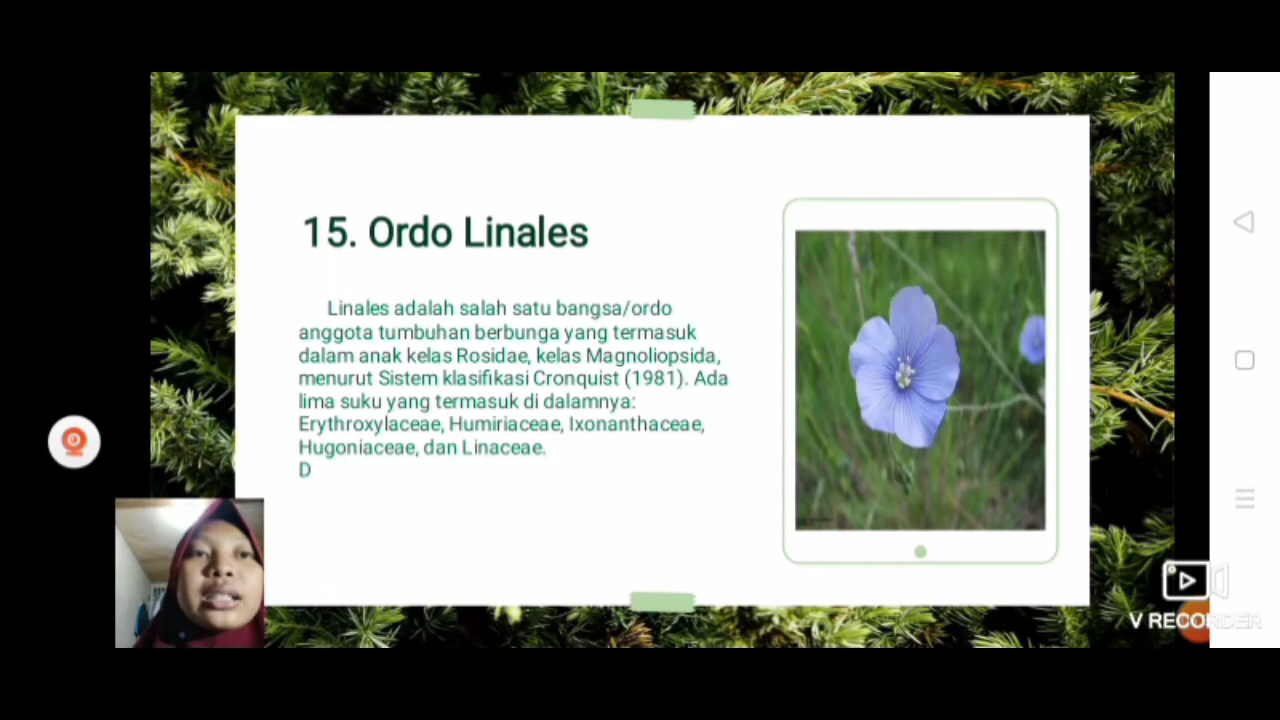 15. Ordo Linales
Linales adalah salah satu bangsa/ordo
anggota tumbuhan berbunga yang termasuk
dalam anak kelas Rosidae, kelas Magnoliopsida,
menurut Sistem klasifikasi Cronquist (1981). Ada
lima suku yang termasuk di dalamnya:
Erythroxylaceae, Humiriaceae, Ixonanthaceae,
Hugoniaceae, dan Linaceae.
D
V RECORDER